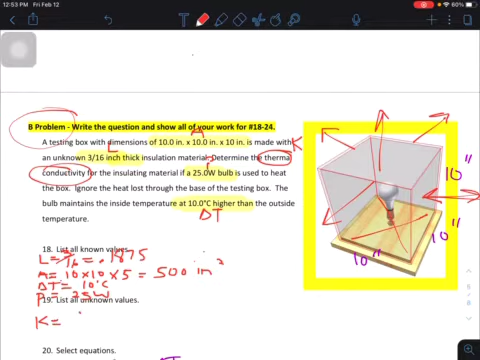 12:53 PM Fri Feb 12
66%
B Problem - Write the question and show all of your work for #18-24.
A
A testing box with dimensions of 10.0 in. x 10.0 in. x 10 in. is made with
L
K
an unknown 3/16 inch thick insulation material. Determine the thermal
P
conductivity for the insulating material if a 25.0W bulb is used to heat
the box. Ignore the heat lost through the base of the testing box. The
bulb maintains the inside temperature at 10.0°C higher than the outside
temperature.
ΔT
10"
10"
10"
18. List all known values.
L = 3/16 = .1875
A = 10 x 10 x 5 = 500 in²
ΔT = 10°C
P = 25W
19. List all unknown values.
K =
20. Select equations.